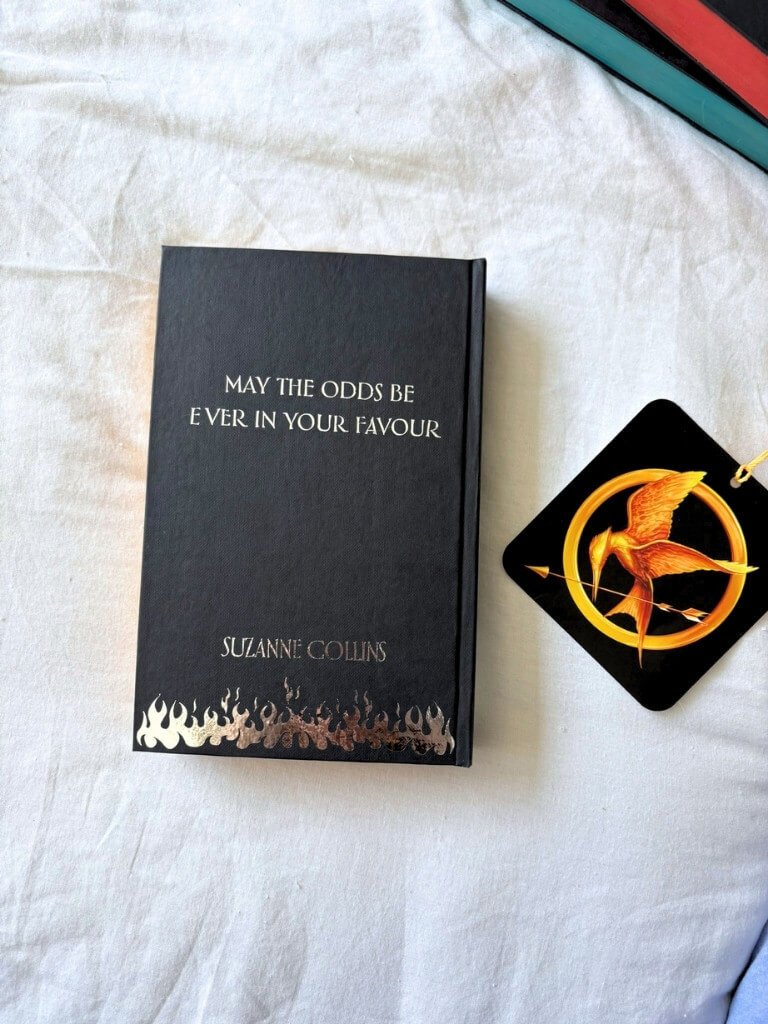 MAY THE ODDS BE
EVER IN YOUR FAVOUR
SUZANNE COLLINS